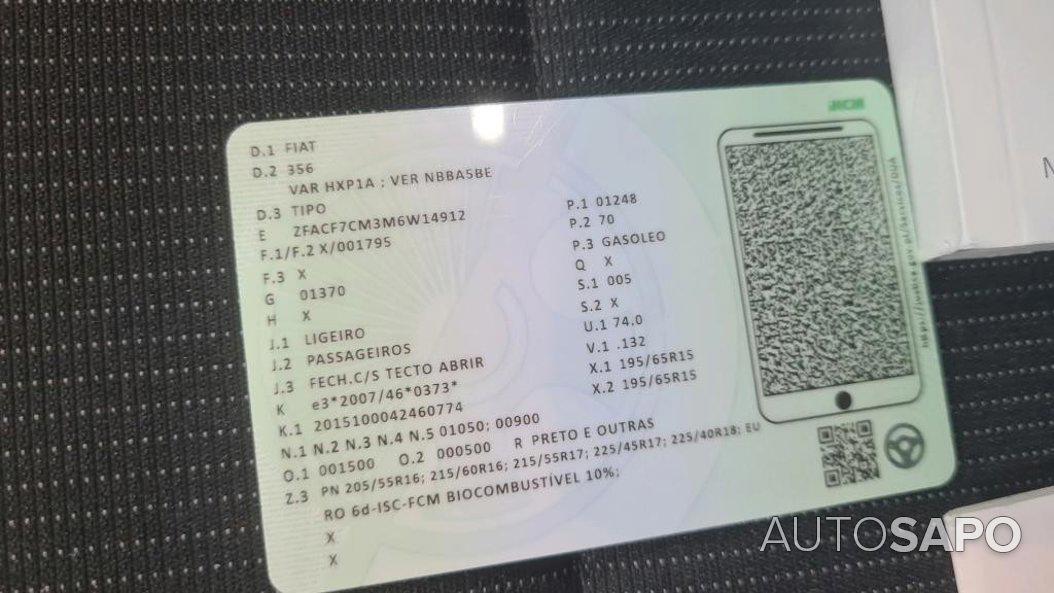 INCM
D.1 FIAT
D.2 356
VAR HXP1A ; VER NBBA5BE
D.3 TIPO
E ZFACF7CM3M6W14912
F.1/F.2 X/001795
F.3 X
G 01370
H X
J.1 LIGEIRO
J.2 PASSAGEIROS
J.3 FECH.C/S TECTO ABRIR
K e3*2007/46*0373*
K.1 2015100042460774
N.1 N.2 N.3 N.4 N.5 01050; 00900
O.1 001500 O.2 000500 R PRETO E OUTRAS
Z.3 PN 205/55R16; 215/60R16; 215/55R17; 225/45R17; 225/40R18; EU
RO 6d-ISC-FCM BIOCOMBUSTÍVEL 10%;
X
X
P.1 01248
P.2 70
P.3 GASOLEO
Q X
S.1 005
S.2 X
U.1 74.0
V.1 .132
X.1 195/65R15
X.2 195/65R15
AUTOSAPO